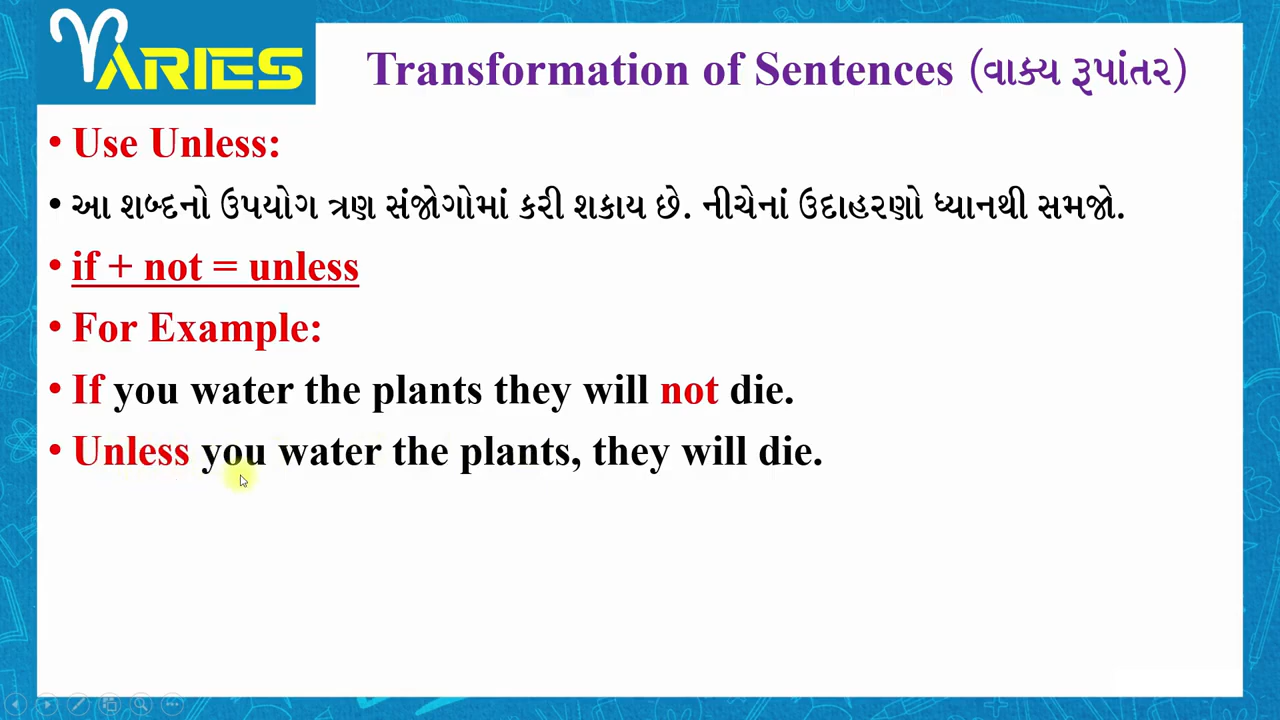 ARIES
Transformation of Sentences (વાક્ય રૂપાંતર)
• Use Unless:
• આ શબ્દનો ઉપયોગ ત્રણ સંજોગોમાં કરી શકાય છે. નીચેનાં ઉદાહરણો ધ્યાનથી સમજો.
• if + not = unless
• For Example:
• If you water the plants they will not die.
• Unless you water the plants, they will die.